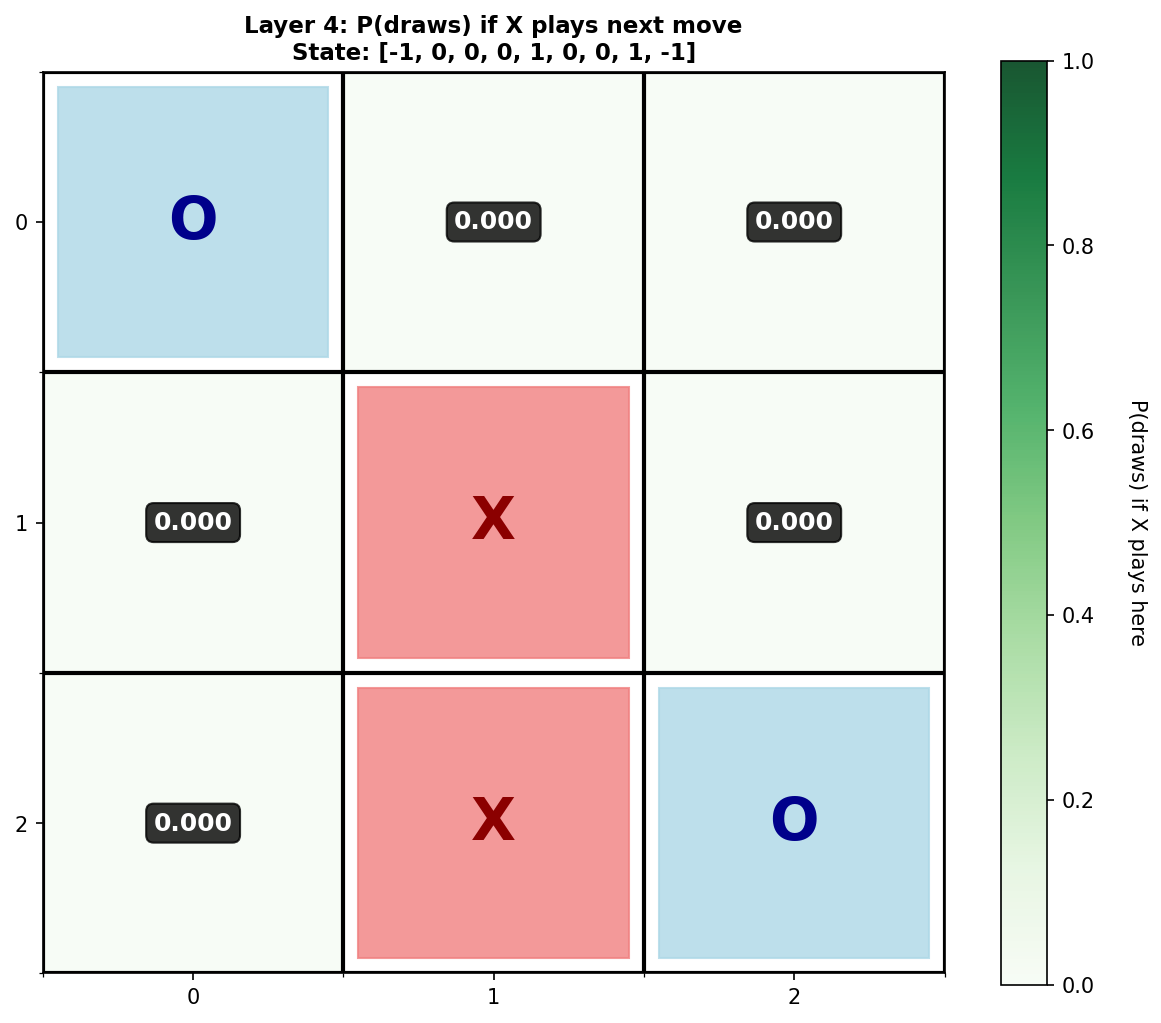 Layer 4: P(draws) if X plays next move
State: [-1, 0, 0, 0, 1, 0, 0, 1, -1]
1.0
0.8
0.6
0.4
0.2
0.0
P(draws) if X plays here
0
O
0.000
0.000
1
0.000
X
0.000
2
0.000
X
O
0
1
2